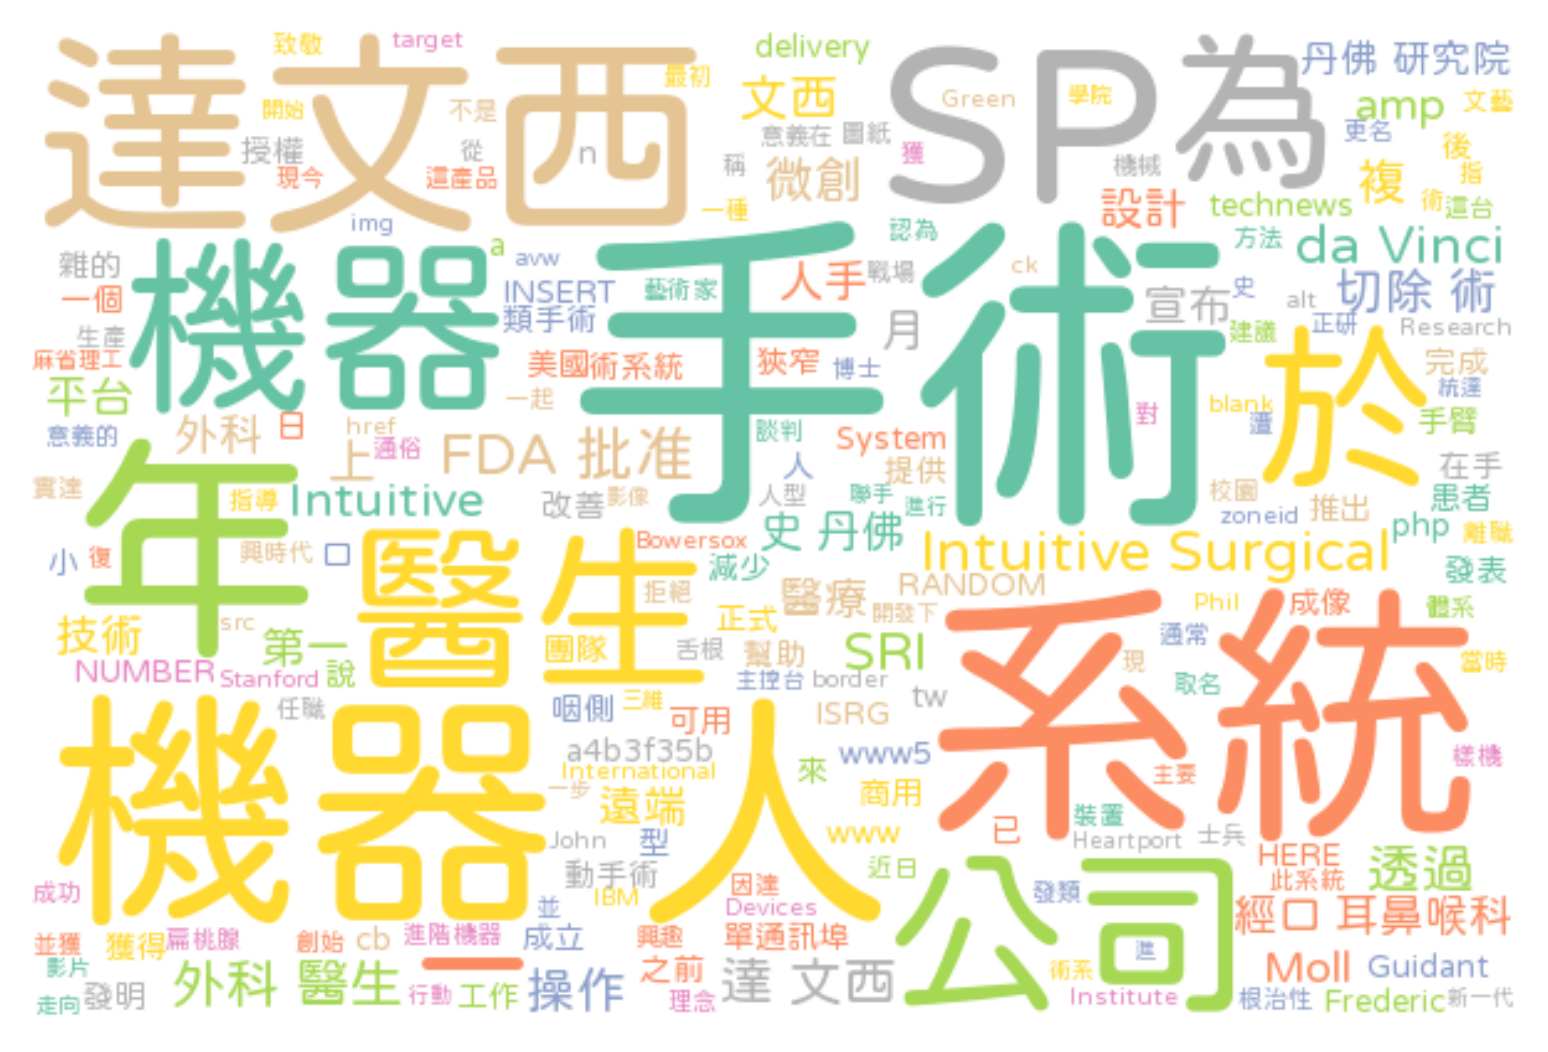 達文西
SP為
致敬
target
最初
delivery
文西
Green
學院
丹佛 研究院
amp
文藝
開始
不是
授權
從
n
意義在
圖紙
獲
更名
後
現今
這產品
稱
微創
機械
複
指
img
一種
設計
technews
術
這台
機器
手術
a
avw
認為
方法
da Vinci
雜的
一個
INSERT
藝術家
人手
戰場
ck
宣布
史
alt
切除 術
生產
類手術
月
建議
正研
Research
麻省理工
美國
術系統
狹窄
博士
於
完成
平台
一起
blank
杭達
意義的
外科
日
href
上
通俗
FDA 批准
談判
System
對
遭
手臂
人
提供
在手
年
實達
指導
Intuitive
改善
影像
人型
聯手
進行
校園
zoneid
推出
患者
php
離職
小
復
興時代
口
醫生
Bowersox
史 丹佛
減少
Intuitive Surgical
發表
拒絕
醫療
RANDOM
開發下
系統
Phil
成像
體系
技術
src
第一
團隊
正式
舌根
幫助
SRI
通常
當時
NUMBER
Stanford
說
主控台
border
tw
現
取名
機器人
任職
咽側
三維
可用
ISRG
a4b3f35b
www5
International
來
主要
樣機
一步
遠端
商用
John
型
www
已
裝置
Heartport
士兵
動手術
近日
公司
HERE
此系統
透過
成功
IBM
因達
Devices
並
發類
經口 耳鼻喉科
並獲
獲得
扁桃腺
創始
cb
進階機器
成立
興趣
單通訊埠
進
影片
外科 醫生
一
操作
之前
達 文西
術系
Moll
Guidant
走向
發明
行動
工作
理念
Institute
根治性
Frederic
新一代